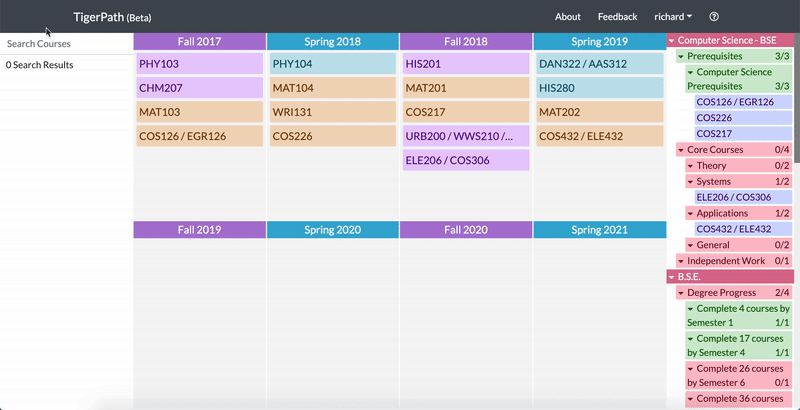 TigerPath (Beta)
About
Feedback
richard
Search Courses
0 Search Results
Fall 2017
PHY103
CHM207
MAT103
COS126 / EGR126
Spring 2018
PHY104
MAT104
WRI131
COS226
Fall 2018
HIS201
MAT201
COS217
URB200 / WWS210 /...
ELE206 / COS306
Spring 2019
DAN322 / AAS312
HIS280
MAT202
COS432 / ELE432
Fall 2019
Spring 2020
Fall 2020
Spring 2021
Computer Science - BSE
Prerequisites 3/3
Computer Science
Prerequisites 3/3
COS126 / EGR126
COS226
COS217
Core Courses 0/4
Theory 0/2
Systems 1/2
ELE206 / COS306
Applications 1/2
COS432 / ELE432
General 0/2
Independent Work 0/1
B.S.E.
Degree Progress 2/4
Complete 4 courses by
Semester 1 1/1
Complete 17 courses
by Semester 4 1/1
Complete 26 courses
by Semester 6 0/1
Complete 36 courses